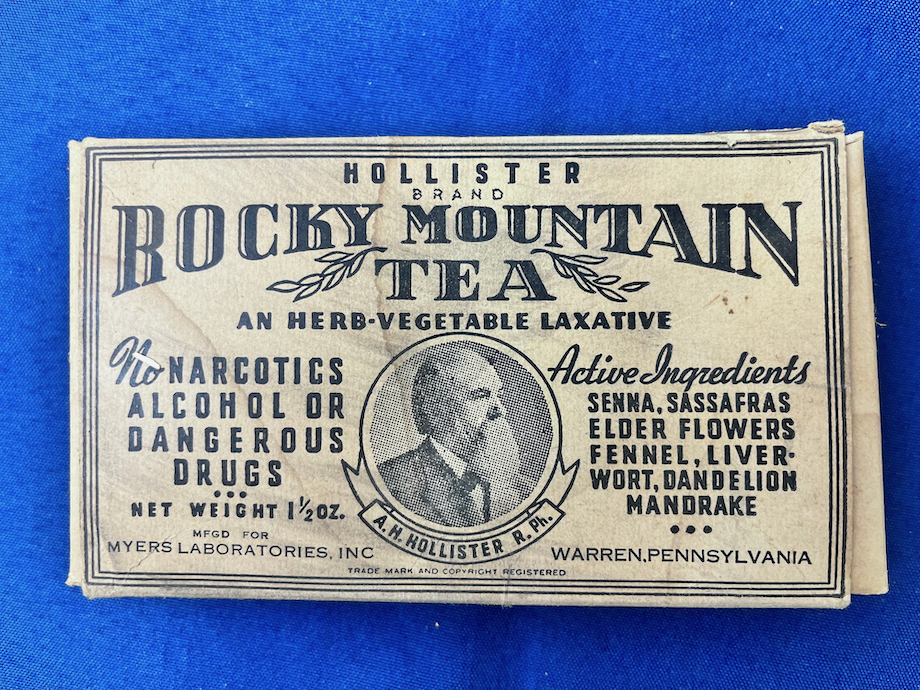 HOLLISTER
BRAND
ROCKY MOUNTAIN
TEA
AN HERB-VEGETABLE LAXATIVE
No NARCOTICS
ALCOHOL OR
DANGEROUS
DRUGS
NET WEIGHT 1 1/2 OZ.
MFGD FOR
MYERS LABORATORIES, INC
A. H. HOLLISTER R. Ph.
Active Ingredients
SENNA, SASSAFRAS
ELDER FLOWERS
FENNEL, LIVER-
WORT, DANDELION
MANDRAKE
WARREN, PENNSYLVANIA
TRADE MARK AND COPYRIGHT REGISTERED